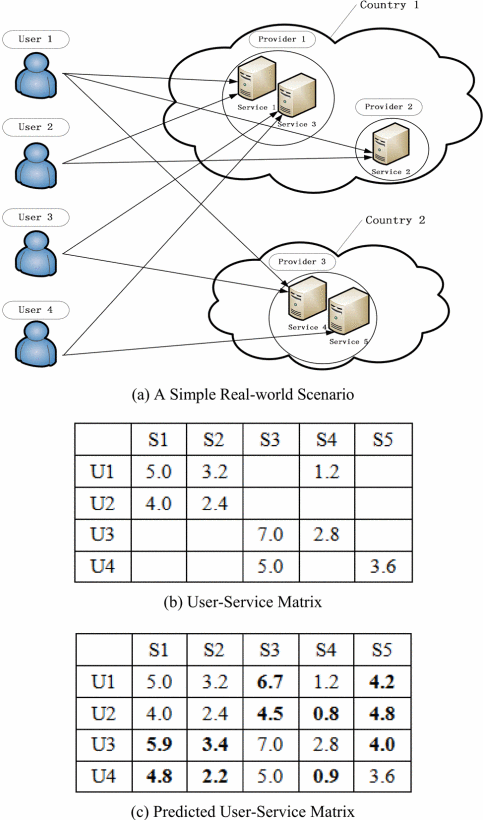 Country 1
User 1
Provider 1
Service 1
Service 3
Provider 2
Service 2
User 2
User 3
Country 2
Provider 3
Service 4
Service 5
User 4
(a) A Simple Real-world Scenario
S1 S2 S3 S4 S5
U1 5.0 3.2 1.2
U2 4.0 2.4
U3 7.0 2.8
U4 5.0 3.6
(b) User-Service Matrix
S1 S2 S3 S4 S5
U1 5.0 3.2 6.7 1.2 4.2
U2 4.0 2.4 4.5 0.8 4.8
U3 5.9 3.4 7.0 2.8 4.0
U4 4.8 2.2 5.0 0.9 3.6
(c) Predicted User-Service Matrix